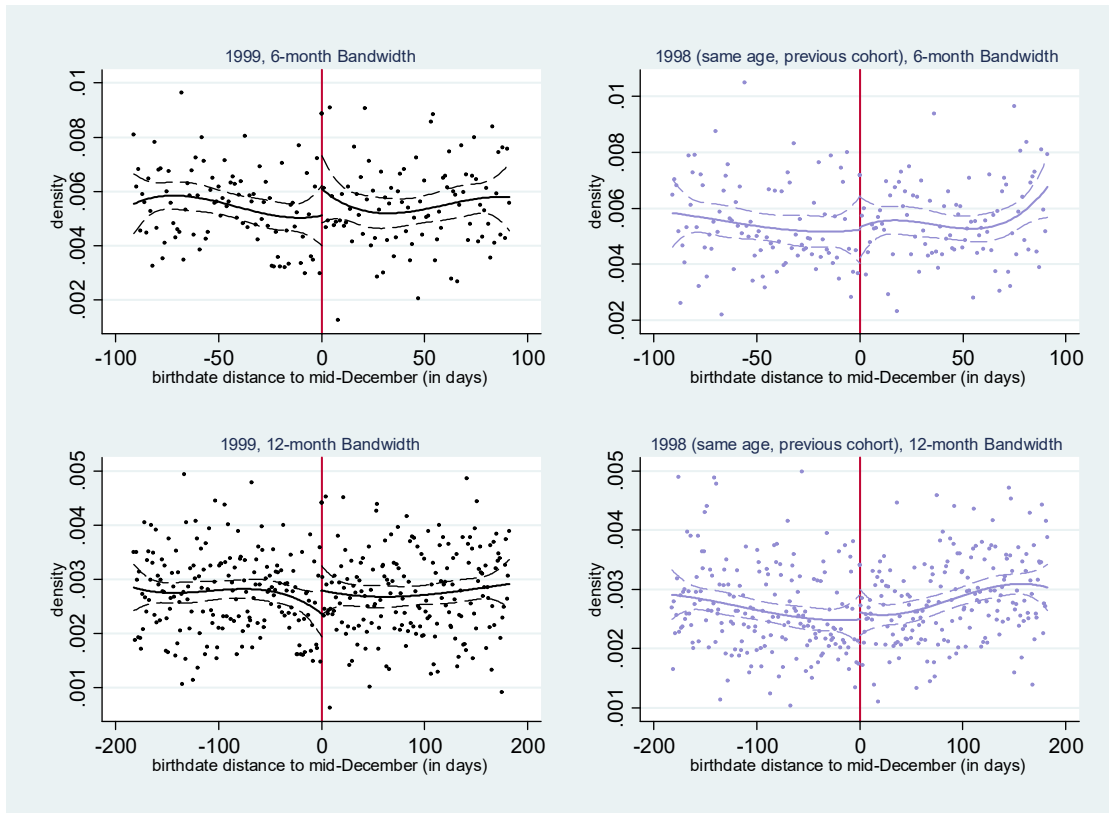 1999, 6-month Bandwidth
density
.01
.008
.006
.004
.002
-100 -50 0 50 100
birthdate distance to mid-December (in days)
1998 (same age, previous cohort), 6-month Bandwidth
density
.01
.008
.006
.004
.002
-100 -50 0 50 100
birthdate distance to mid-December (in days)
1999, 12-month Bandwidth
density
.005
.004
.003
.002
.001
-200 -100 0 100 200
birthdate distance to mid-December (in days)
1998 (same age, previous cohort), 12-month Bandwidth
density
.005
.004
.003
.002
.001
-200 -100 0 100 200
birthdate distance to mid-December (in days)